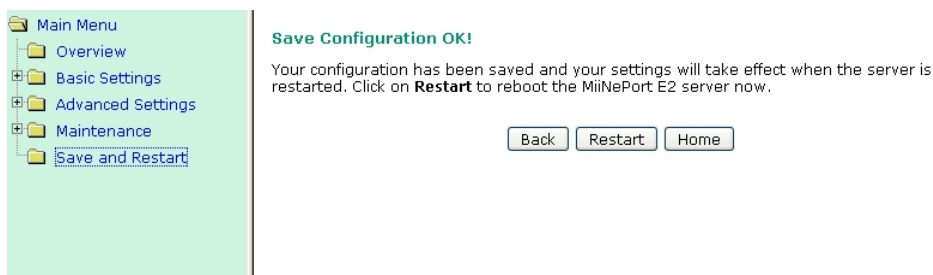 Main Menu
Overview
Basic Settings
Advanced Settings
Maintenance
Save and Restart
Save Configuration OK!
Your configuration has been saved and your settings will take effect when the server is
restarted. Click on Restart to reboot the MiiNePort E2 server now.
Back Restart Home